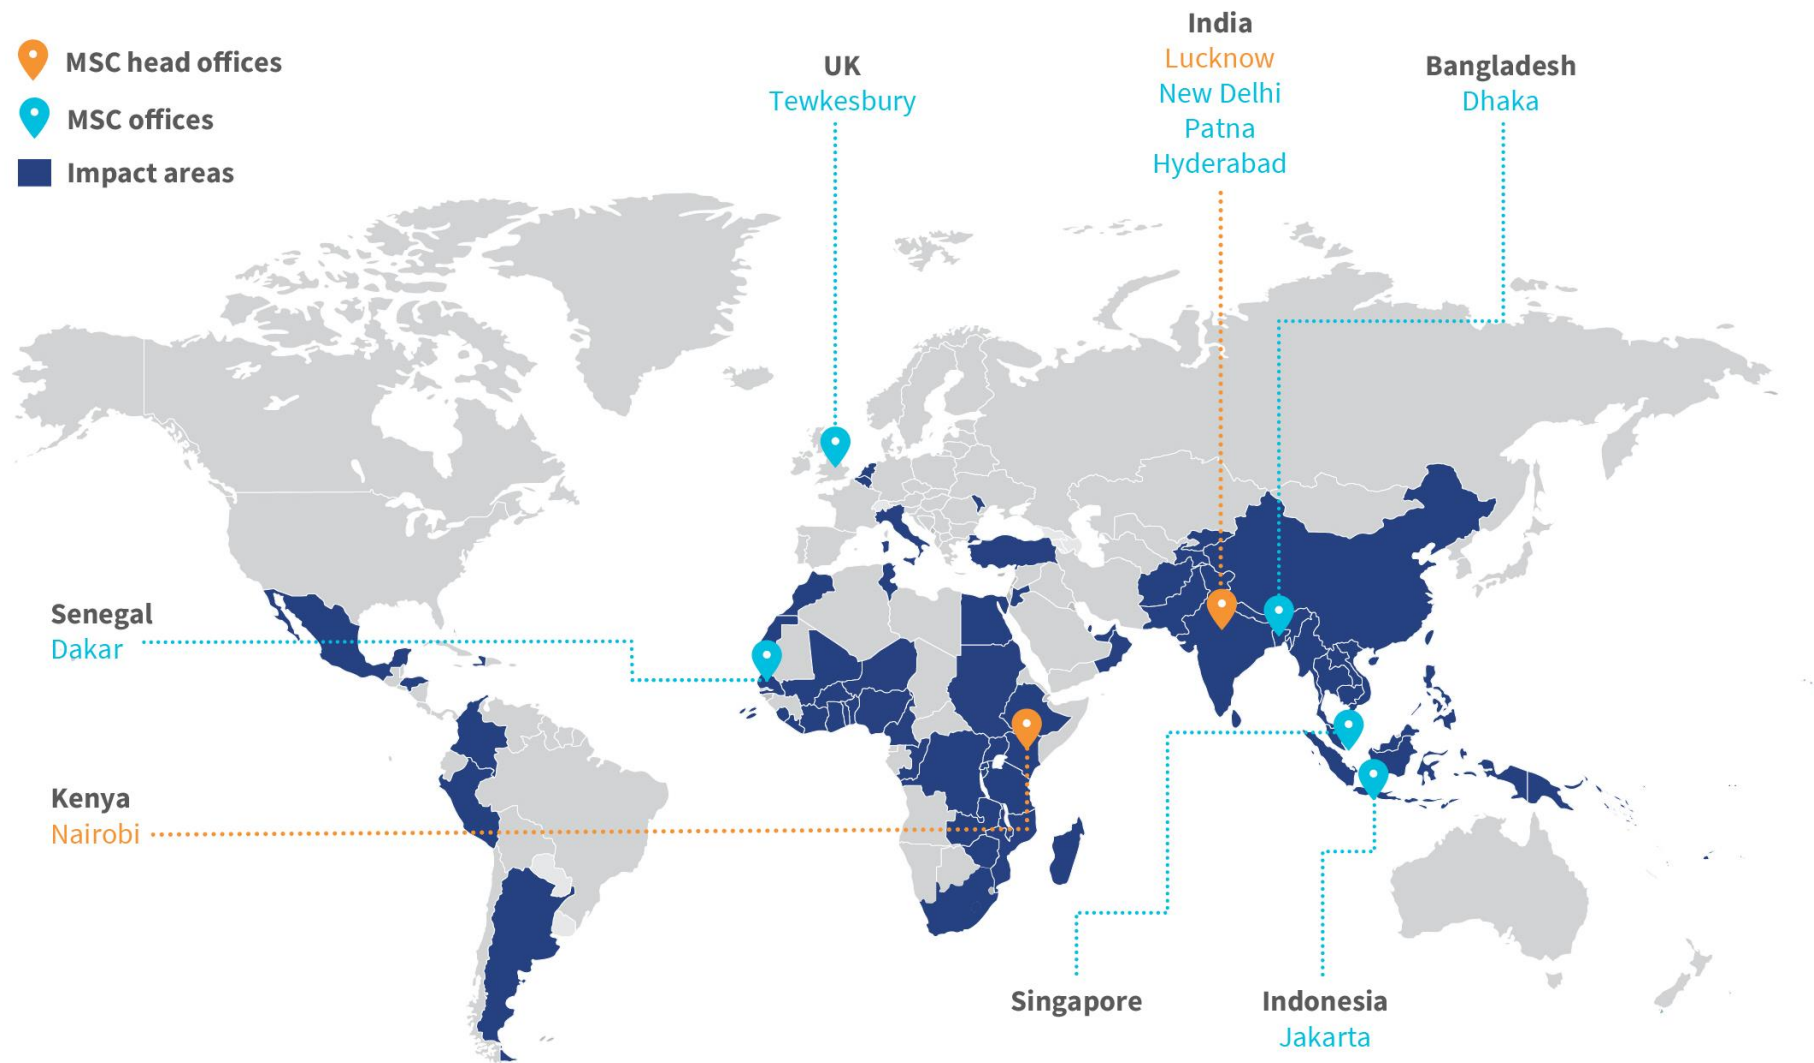 MSC head offices
MSC offices
Impact areas
UK
Tewkesbury
India
Lucknow
New Delhi
Patna
Hyderabad
Bangladesh
Dhaka
Senegal
Dakar
Kenya
Nairobi
Singapore
Indonesia
Jakarta